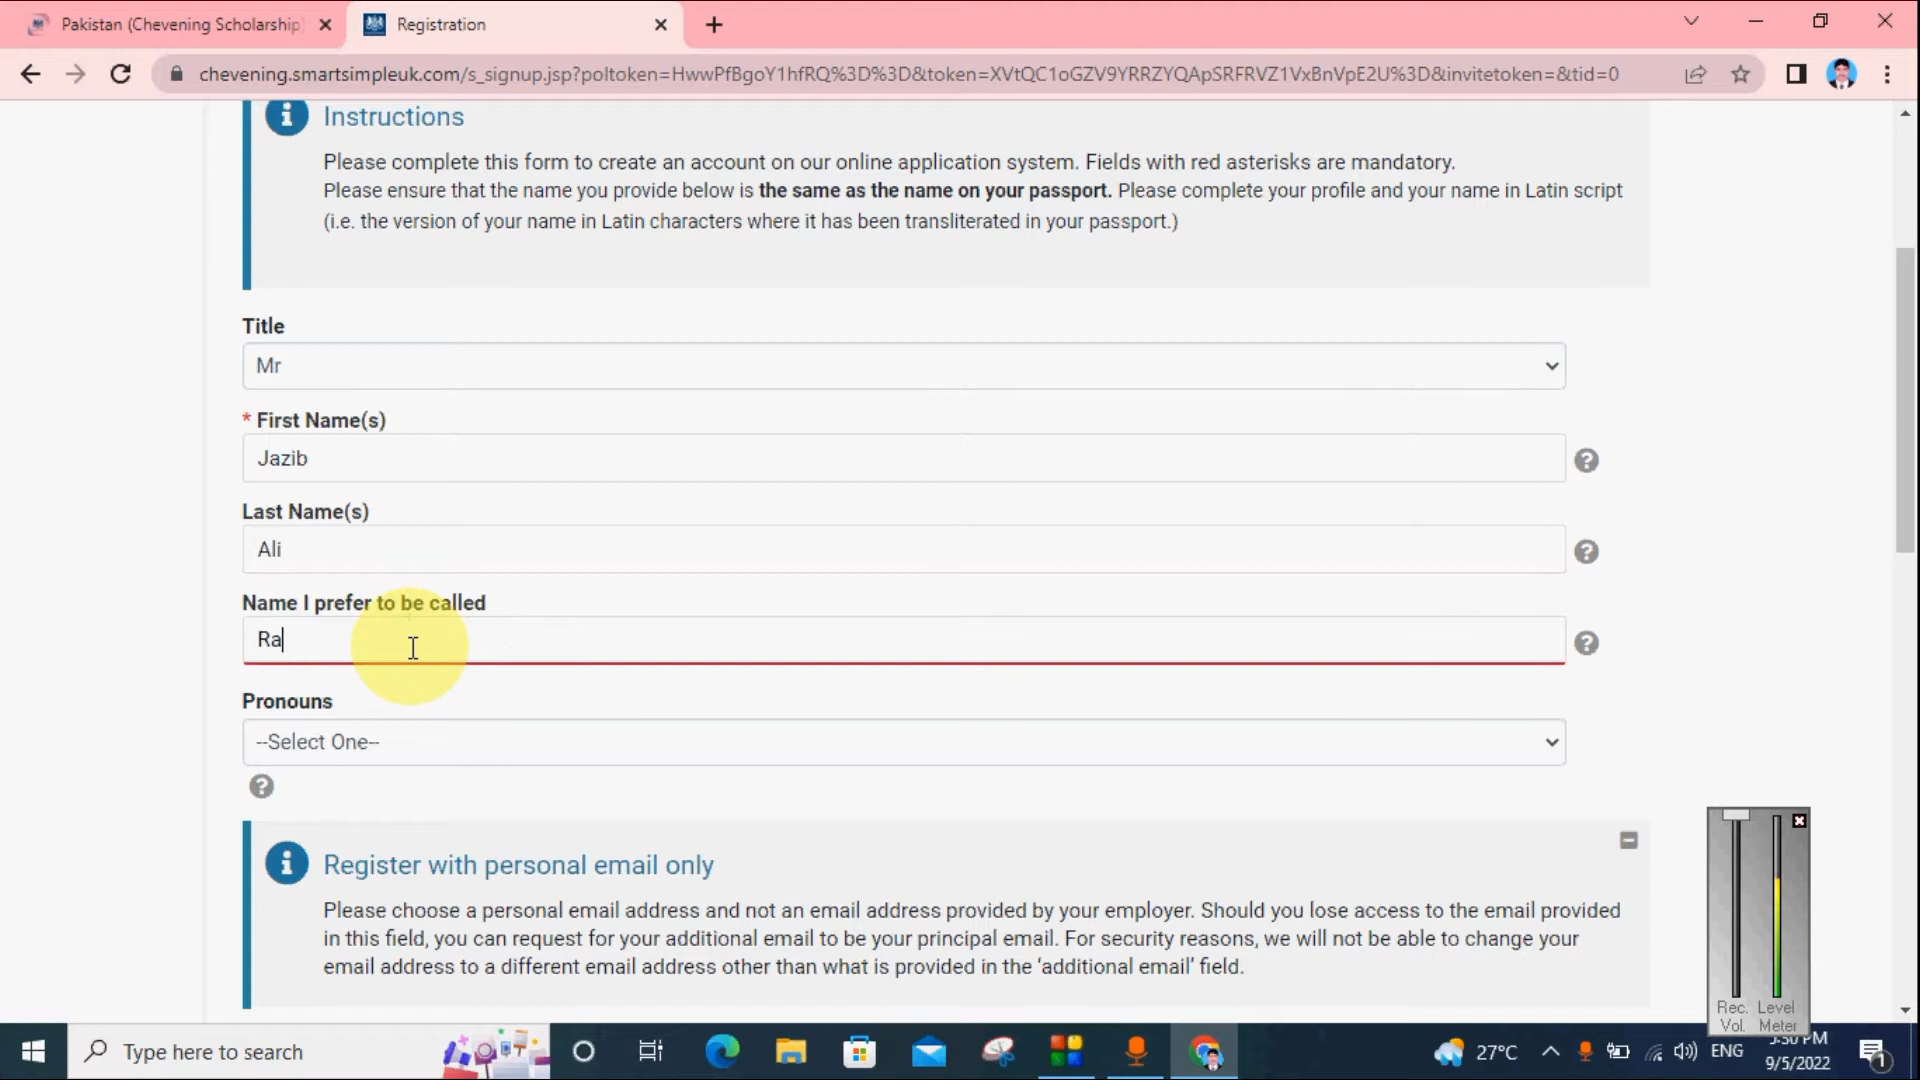 Pakistan (Chevening Scholarship)
Registration
chevening.smartsimpleuk.com/s_signup.jsp?poltoken=HwwPfBgoY1hfRQ%3D%3D&token=XVtQC1oGZV9YRRZYQApSRFRVZ1VxBnVpE2U%3D&invitetoken=&tid=0
Instructions
Please complete this form to create an account on our online application system. Fields with red asterisks are mandatory.
Please ensure that the name you provide below is the same as the name on your passport. Please complete your profile and your name in Latin script
(i.e. the version of your name in Latin characters where it has been transliterated in your passport.)
Title
Mr
* First Name(s)
Jazib
Last Name(s)
Ali
Name I prefer to be called
Ra
Pronouns
--Select One--
Register with personal email only
Please choose a personal email address and not an email address provided by your employer. Should you lose access to the email provided
in this field, you can request for your additional email to be your principal email. For security reasons, we will not be able to change your
email address to a different email address other than what is provided in the ‘additional email’ field.
Rec. Level
Vol. Meter
Type here to search
27°C
ENG
PM
9/5/2022
1